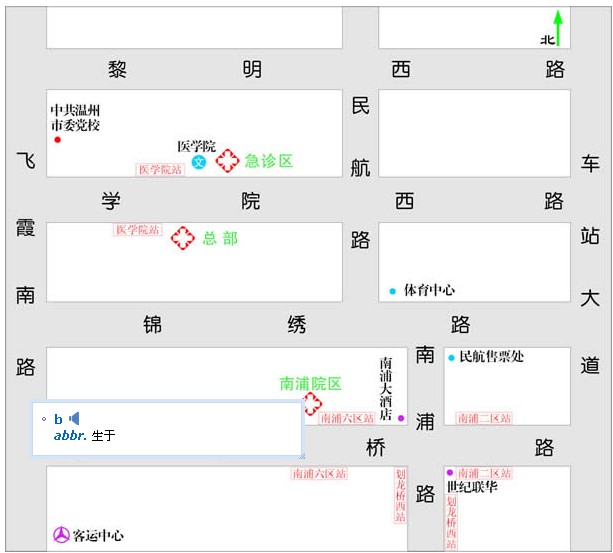 北
黎明西路
中共温州
市委党校
医学院
文
急诊区
医学院站
民航路
飞霞南路
车站大道
学院西路
医学院站
总部
体育中心
锦绣路
南浦路
民航售票处
南浦大酒店
南浦院区
南浦六区站
南浦二区站
b
abbr. 生于
桥路
南浦六区站
划龙桥西站
南浦二区站
世纪联华
划龙桥西站
客运中心